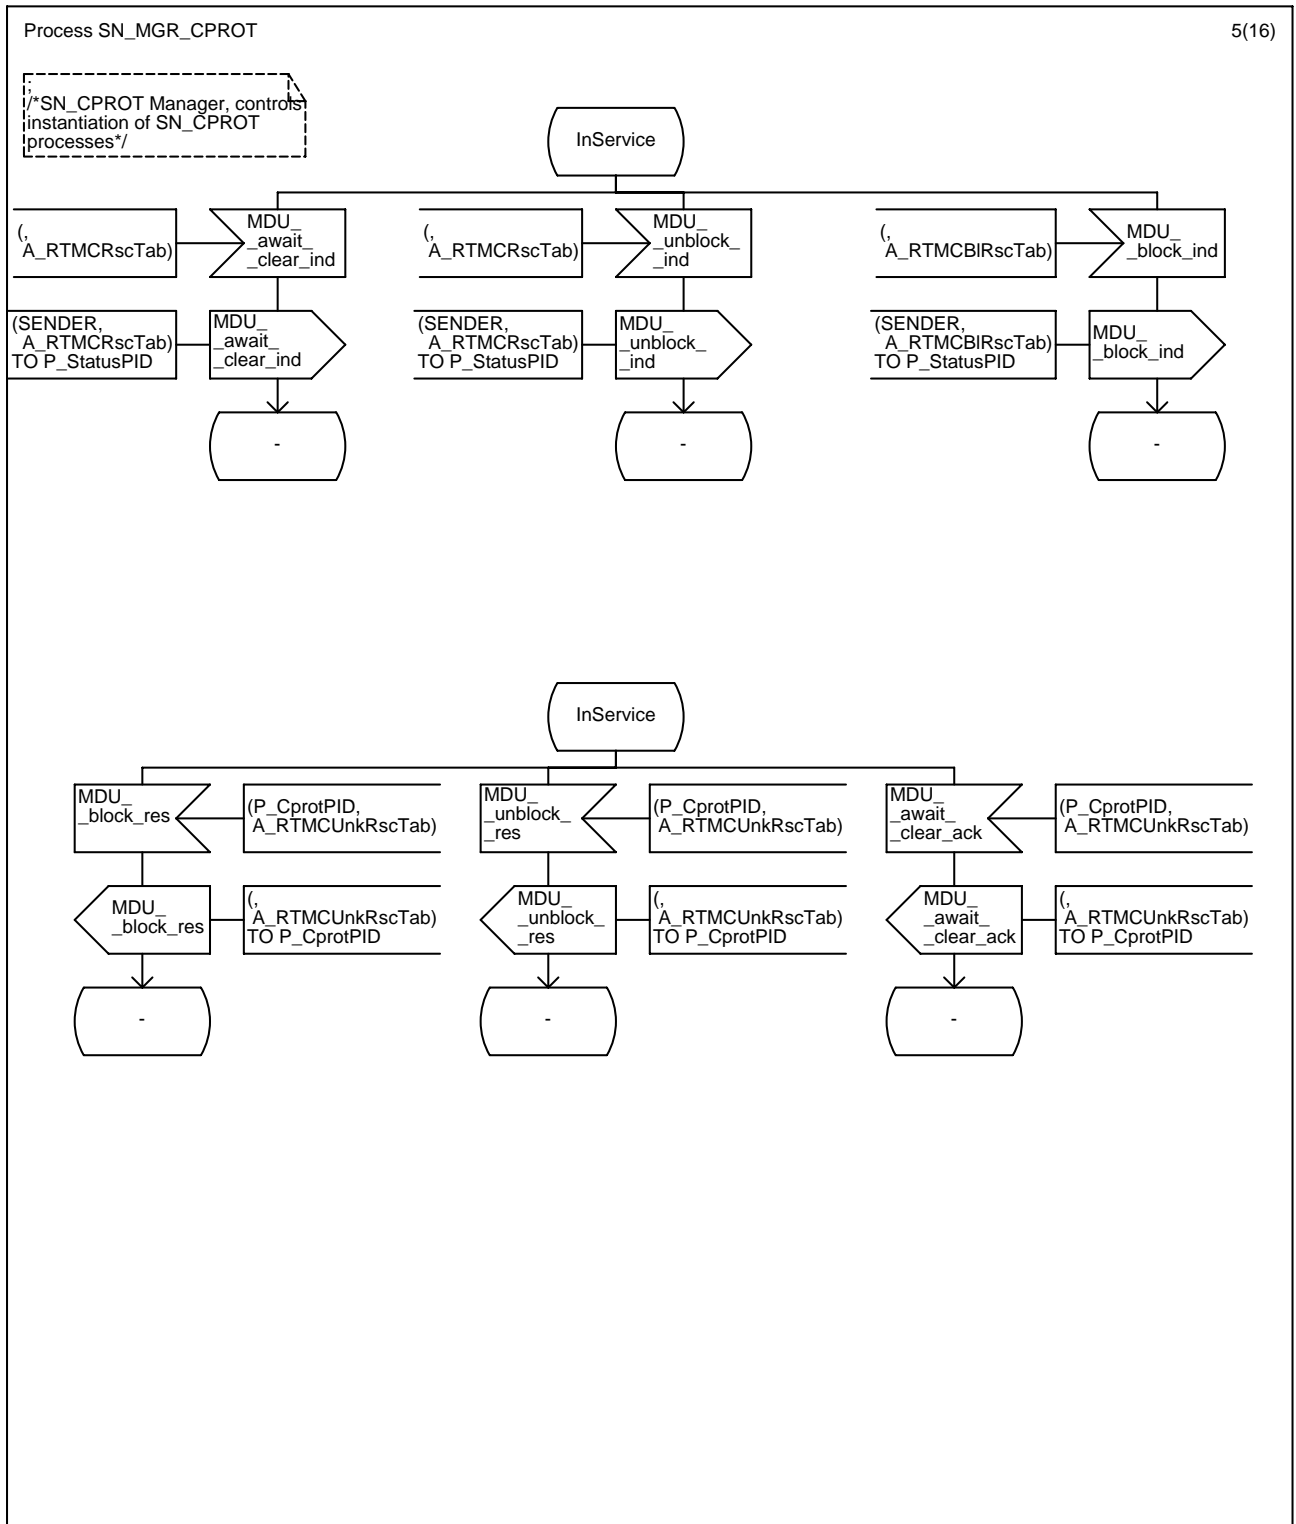 Process SN_MGR_CPROT
5(16)
;
/*SN_CPROT Manager, controls
instantiation of SN_CPROT
processes*/
InService
(,
A_RTMCRscTab)
MDU_
_await_
_clear_ind
(,
A_RTMCRscTab)
MDU_
_unblock_
_ind
(,
A_RTMCBlRscTab)
MDU_
_block_ind
(SENDER,
A_RTMCRscTab)
TO P_StatusPID
MDU_
_await_
_clear_ind
(SENDER,
A_RTMCRscTab)
TO P_StatusPID
MDU_
_unblock_
_ind
(SENDER,
A_RTMCBlRscTab)
TO P_StatusPID
MDU_
_block_ind
-
-
-
InService
MDU_
_block_res
(P_CprotPID,
A_RTMCUnkRscTab)
MDU_
_unblock_
_res
(P_CprotPID,
A_RTMCUnkRscTab)
MDU_
_await_
_clear_ack
(P_CprotPID,
A_RTMCUnkRscTab)
MDU_
_block_res
(,
A_RTMCUnkRscTab)
TO P_CprotPID
MDU_
_unblock_
_res
(,
A_RTMCUnkRscTab)
TO P_CprotPID
MDU_
_await_
_clear_ack
(,
A_RTMCUnkRscTab)
TO P_CprotPID
-
-
-